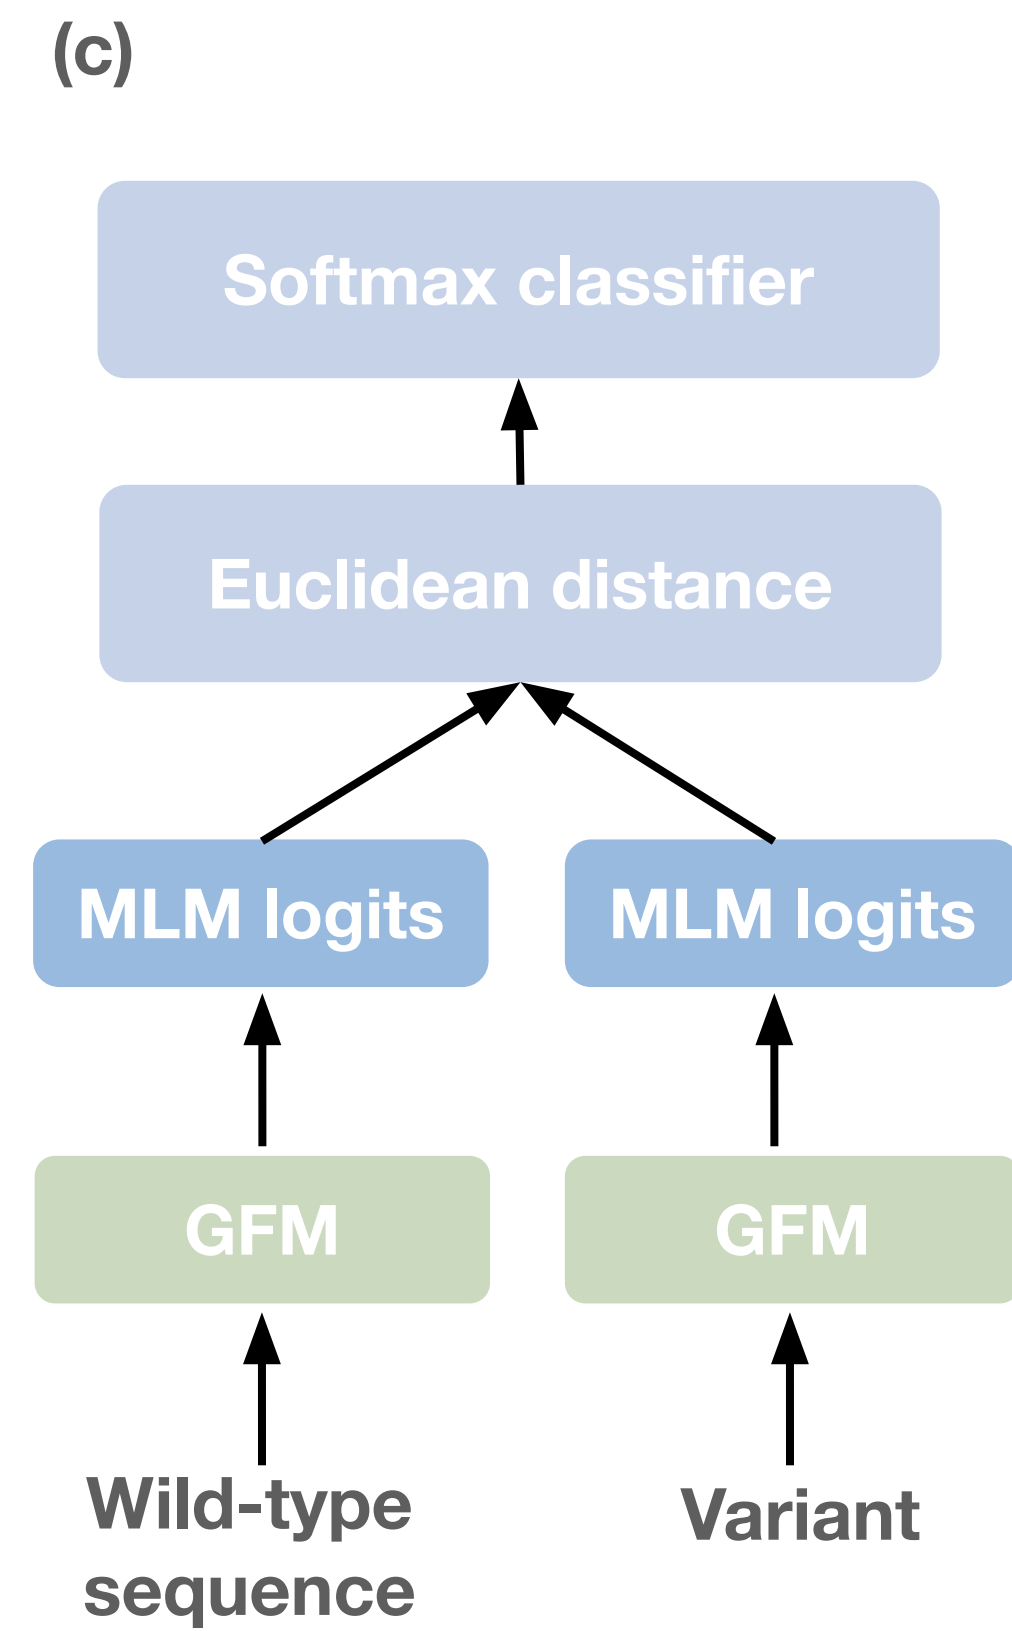 (c)
Softmax classifier
Euclidean distance
MLM logits
MLM logits
GFM
GFM
Wild-type
sequence
Variant